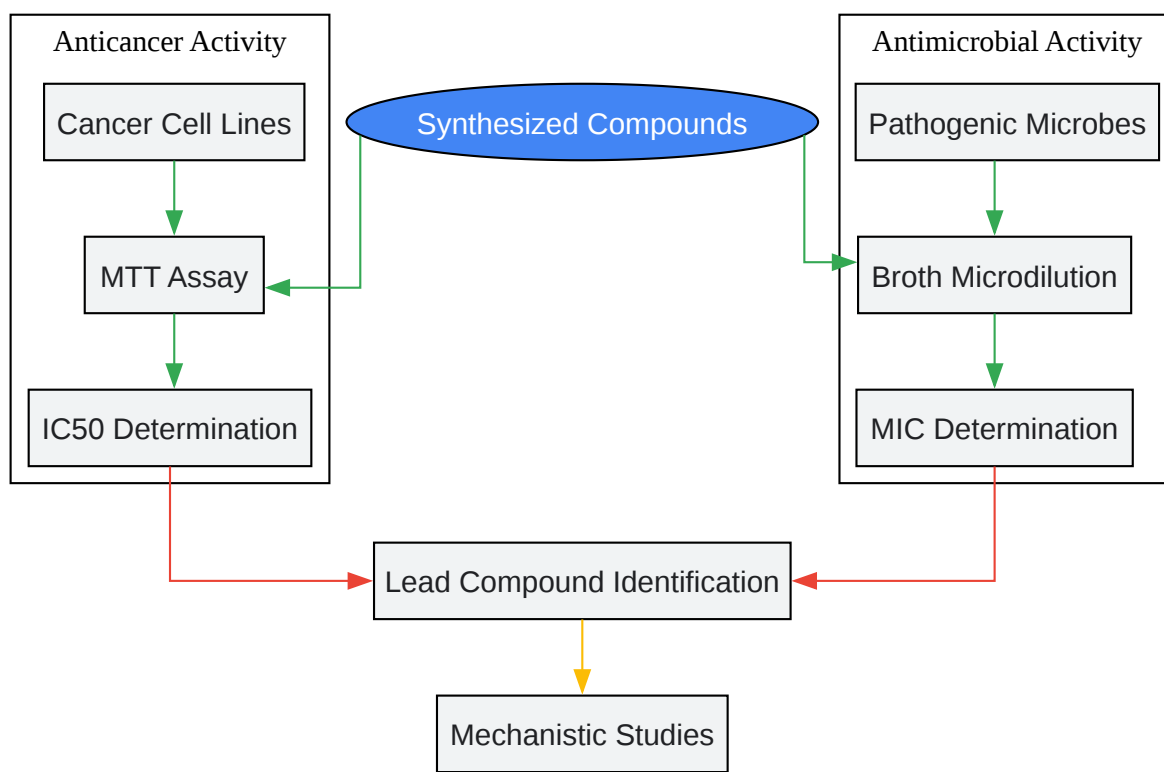 Anticancer Activity
Antimicrobial Activity
Cancer Cell Lines
Synthesized Compounds
Pathogenic Microbes
MTT Assay
Broth Microdilution
IC50 Determination
MIC Determination
Lead Compound Identification
Mechanistic Studies